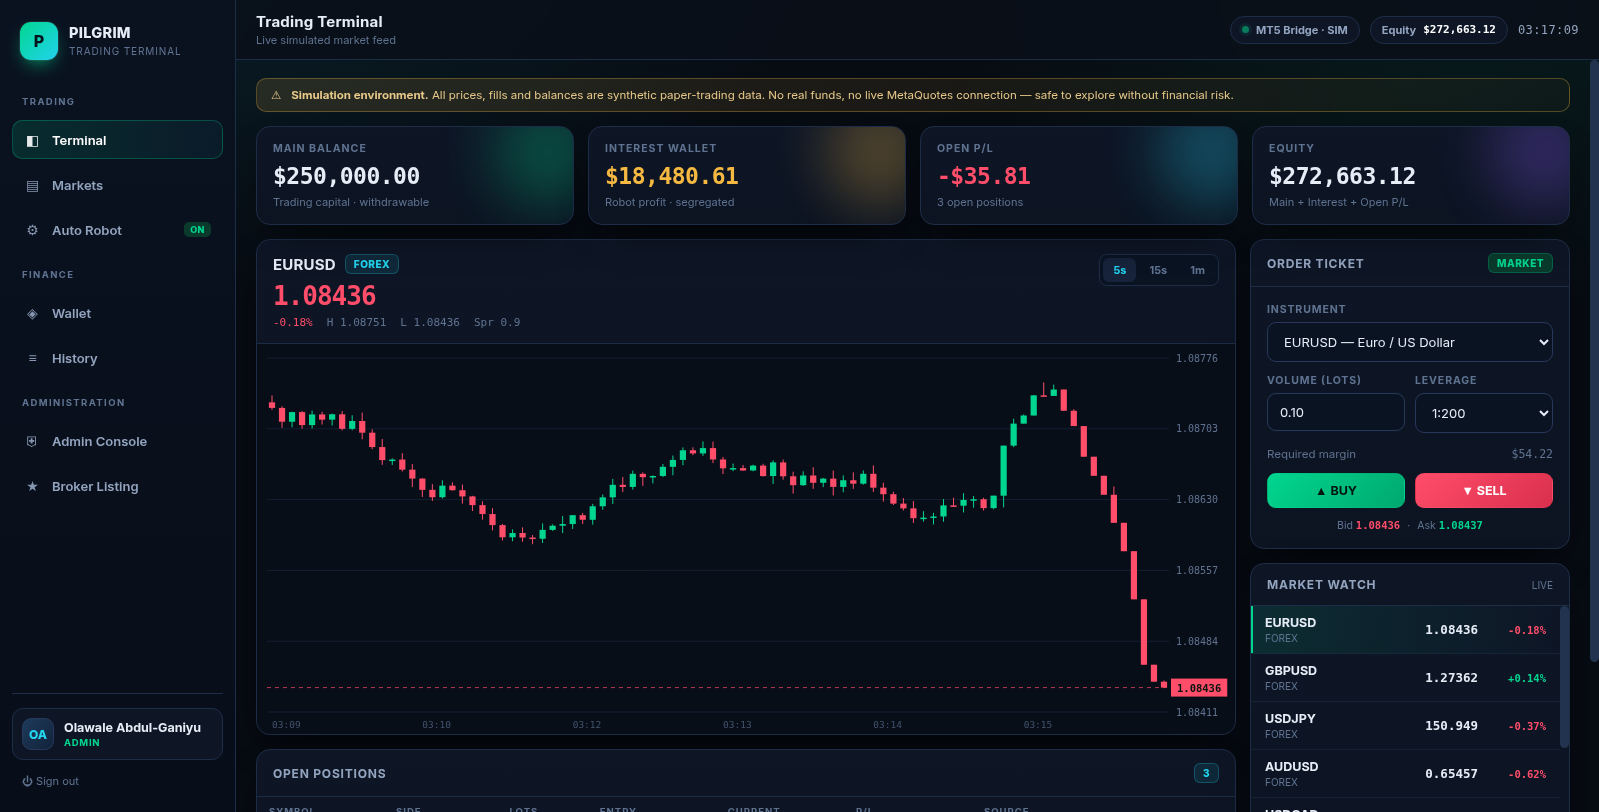 P
PILGRIM
TRADING TERMINAL
TRADING
Terminal
Markets
Auto Robot ON
FINANCE
Wallet
History
ADMINISTRATION
Admin Console
Broker Listing
OA
Olawale Abdul-Ganiyu
ADMIN
Sign out
Trading Terminal
Live simulated market feed
MT5 Bridge · SIM
Equity $272,663.12
03:17:09
⚠ Simulation environment. All prices, fills and balances are synthetic paper-trading data. No real funds, no live MetaQuotes connection — safe to explore without financial risk.
MAIN BALANCE
$250,000.00
Trading capital · withdrawable
INTEREST WALLET
$18,480.61
Robot profit · segregated
OPEN P/L
-$35.81
3 open positions
EQUITY
$272,663.12
Main + Interest + Open P/L
EURUSD FOREX
1.08436
-0.18% H 1.08751 L 1.08436 Spr 0.9
5s 15s 1m
1.08776
1.08703
1.08630
1.08557
1.08484
1.08436
1.08411
03:09 03:10 03:12 03:13 03:14 03:15
OPEN POSITIONS 3
SYMBOL SIDE LOTS ENTRY CURRENT P/L SOURCE
ORDER TICKET MARKET
INSTRUMENT
EURUSD — Euro / US Dollar
VOLUME (LOTS) LEVERAGE
0.10 1:200
Required margin $54.22
▲ BUY ▼ SELL
Bid 1.08436 · Ask 1.08437
MARKET WATCH LIVE
EURUSD 1.08436 -0.18%
FOREX
GBPUSD 1.27362 +0.14%
FOREX
USDJPY 150.949 -0.37%
FOREX
AUDUSD 0.65457 -0.62%
FOREX